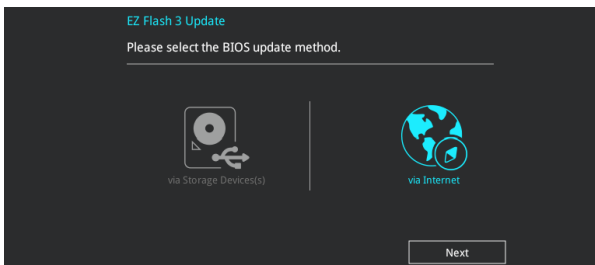 EZ Flash 3 Update
Please select the BIOS update method.
via Storage Devices(s)
via Internet
Next